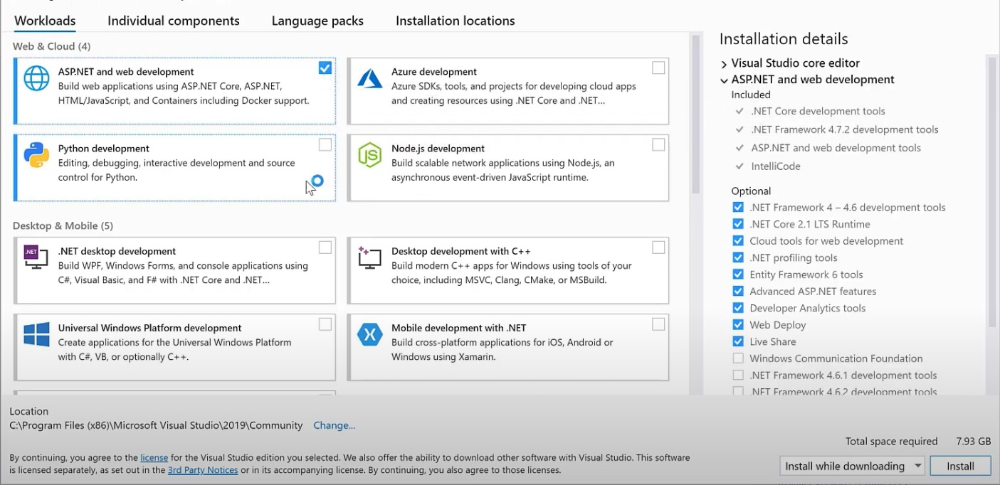 Workloads
Individual components
Language packs
Installation locations
Web & Cloud (4)
ASP.NET and web development
Build web applications using ASP.NET Core, ASP.NET,
HTML/JavaScript, and Containers including Docker support.
Azure development
Azure SDKs, tools, and projects for developing cloud apps
and creating resources using .NET Core and .NET...
Python development
Editing, debugging, interactive development and source
control for Python.
Node.js development
Build scalable network applications using Node.js, an
asynchronous event-driven JavaScript runtime.
Desktop & Mobile (5)
.NET
.NET desktop development
Build WPF, Windows Forms, and console applications using
C#, Visual Basic, and F# with .NET Core and .NET...
Desktop development with C++
Build modern C++ apps for Windows using tools of your
choice, including MSVC, Clang, CMake, or MSBuild.
Universal Windows Platform development
Create applications for the Universal Windows Platform
with C#, VB, or optionally C++.
Mobile development with .NET
Build cross-platform applications for iOS, Android or
Windows using Xamarin.
Installation details
Visual Studio core editor
ASP.NET and web development
Included
.NET Core development tools
.NET Framework 4.7.2 development tools
ASP.NET and web development tools
IntelliCode
Optional
.NET Framework 4 – 4.6 development tools
.NET Core 2.1 LTS Runtime
Cloud tools for web development
.NET profiling tools
Entity Framework 6 tools
Advanced ASP.NET features
Developer Analytics tools
Web Deploy
Live Share
Windows Communication Foundation
.NET Framework 4.6.1 development tools
.NET Framework 4.6.2 development tools
Location
C:\Program Files (x86)\Microsoft Visual Studio\2019\Community Change...
Total space required 7.93 GB
By continuing, you agree to the license for the Visual Studio edition you selected. We also offer the ability to download other software with Visual Studio. This software
is licensed separately, as set out in the 3rd Party Notices or in its accompanying license. By continuing, you also agree to those licenses.
Install while downloading
Install